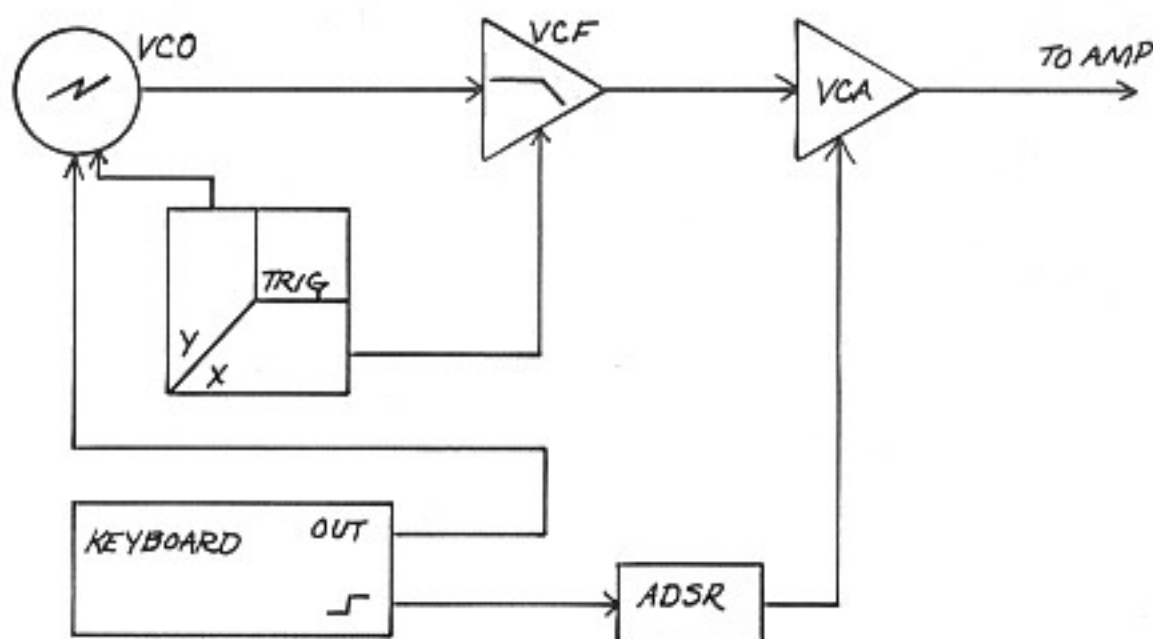 VCO
VCF
VCA
TO AMP
TRIG
Y
X
KEYBOARD
OUT
ADSR